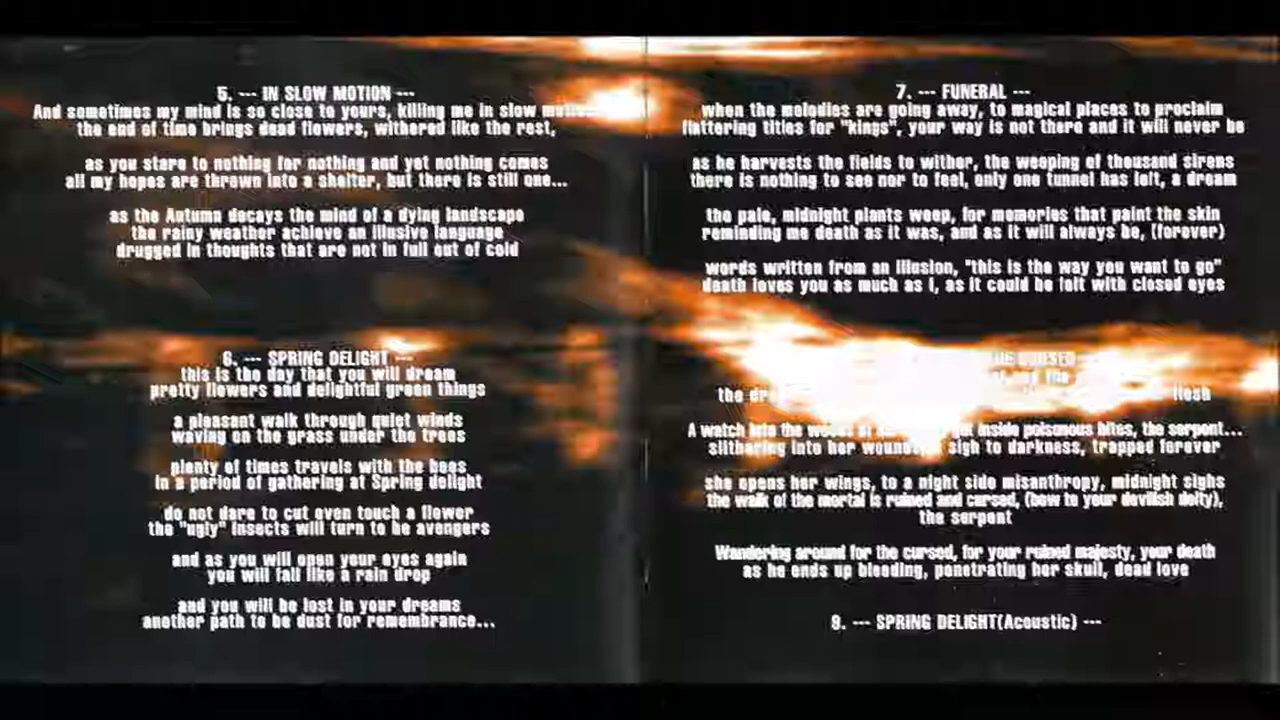 5. --- IN SLOW MOTION ---
And sometimes my mind is so close to yours, killing me in slow
the end of time brings dead flowers, withered like the rest,
as you stare to nothing for nothing and yet nothing comes
all my hopes are thrown into a shelter, but there is still one...
as the Autumn decays the mind of a dying landscape
the rainy weather achieve an illusive language
drugged in thoughts that are not in full out of cold
6. --- SPRING DELIGHT ---
this is the day that you will dream
pretty flowers and delightful green things
a pleasant walk through quiet winds
waving on the grass under the trees
plenty of times travels with the bees
in a period of gathering at Spring delight
do not dare to cut even touch a flower
the "ugly" insects will turn to be avengers
and as you will open your eyes again
you will fall like a rain drop
and you will be lost in your dreams
another path to be dust for remembrance...
7. --- FUNERAL ---
when the melodies are going away, to magical places to proclaim
flattering titles for "kings", your way is not there and it will never be
as he harvests the fields to wither, the weeping of thousand sirens
there is nothing to see nor to feel, only one tunnel has left, a dream
the pale, midnight plants weep, for memories that paint the skin
reminding me death as it was, and as it will always be, (forever)
words written from an illusion, "this is the way you want to go"
death loves you as much as I, as it could be felt with closed eyes
CURSED
the
the flesh
A watch into the inside poisonous bites, the serpent...
slithering into her sigh to darkness, trapped forever
she opens her wings, to a night side misanthropy, midnight sighs
the walk of the mortal is ruined and cursed, (bow to your devilish deity),
the serpent
Wandering around for the cursed, for your ruined majesty, your death
as he ends up bleeding, penetrating her skull, dead love
9. --- SPRING DELIGHT(Acoustic) ---